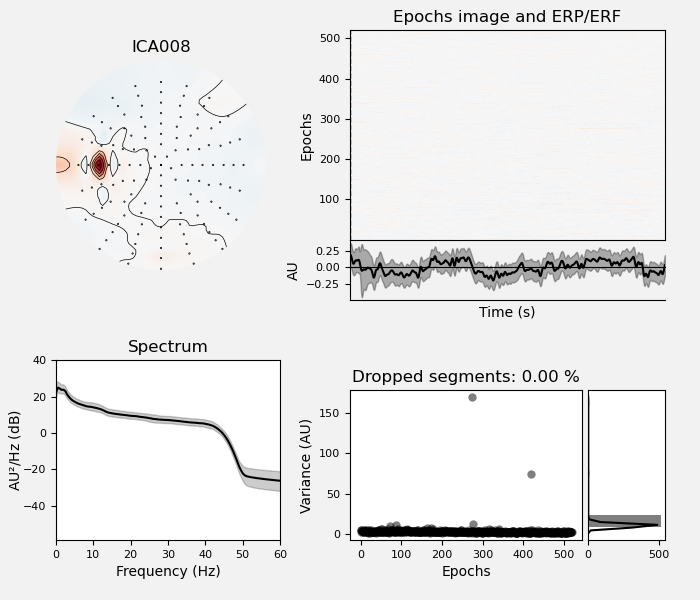 ICA008
Epochs image and ERP/ERF
Epochs
500
400
300
200
100
AU
0.25
0.00
−0.25
Time (s)
Spectrum
AU²/Hz (dB)
40
20
0
−20
−40
0 10 20 30 40 50 60
Frequency (Hz)
Dropped segments: 0.00 %
Variance (AU)
150
100
50
0
0 100 200 300 400 500
Epochs
0 500